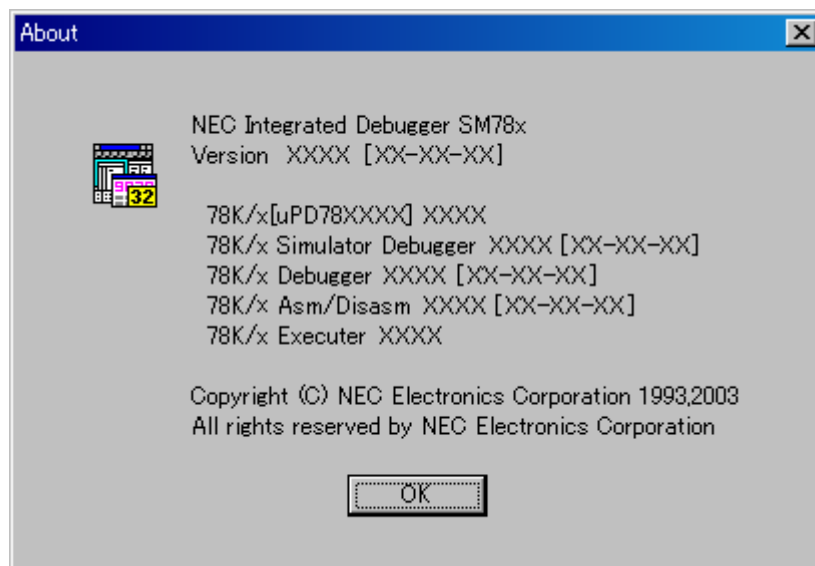 About
NEC Integrated Debugger SM78x
Version XXXX [XX-XX-XX]
32
78K/x[uPD78XXXX] XXXX
78K/x Simulator Debugger XXXX [XX-XX-XX]
78K/x Debugger XXXX [XX-XX-XX]
78K/x Asm/Disasm XXXX [XX-XX-XX]
78K/x Executer XXXX
Copyright (C) NEC Electronics Corporation 1993,2003
All rights reserved by NEC Electronics Corporation
OK